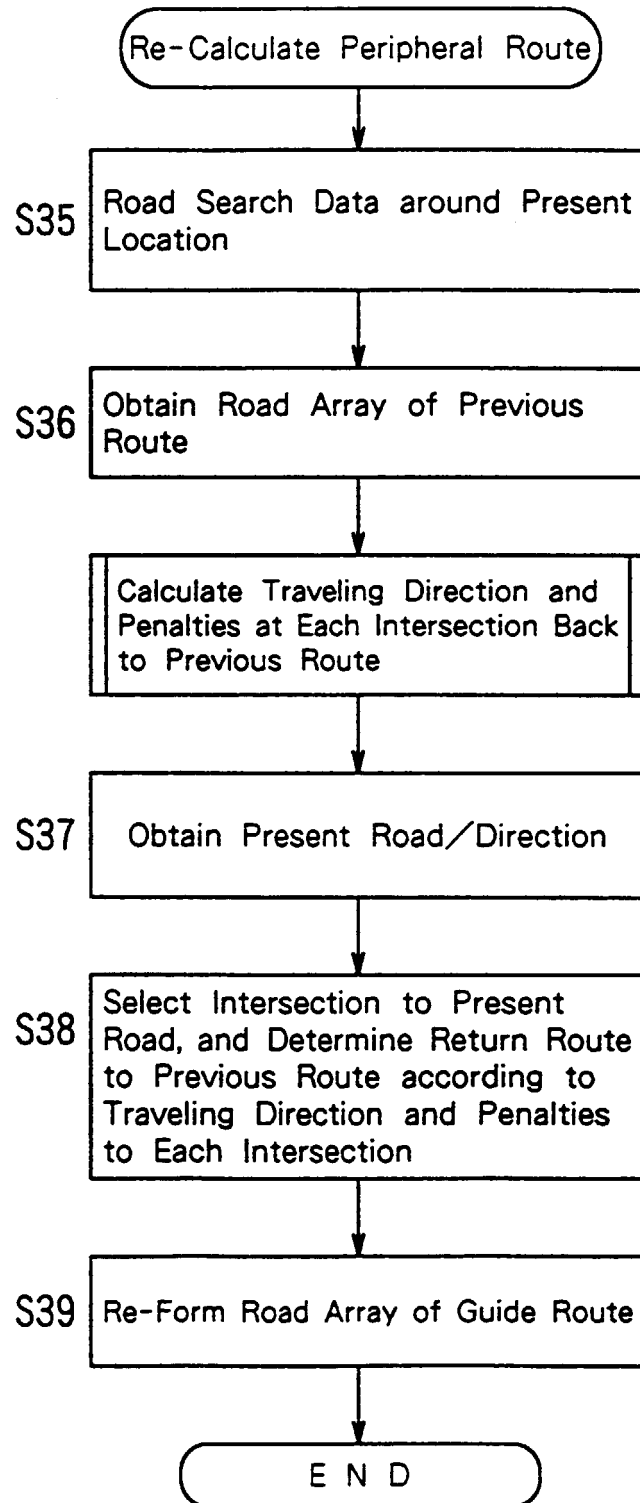 Re-Calculate Peripheral Route
S35
Road Search Data around Present
Location
S36
Obtain Road Array of Previous
Route
Calculate Traveling Direction and
Penalties at Each Intersection Back
to Previous Route
S37
Obtain Present Road/Direction
S38
Select Intersection to Present
Road, and Determine Return Route
to Previous Route according to
Traveling Direction and Penalties
to Each Intersection
S39
Re-Form Road Array of Guide Route
E N D